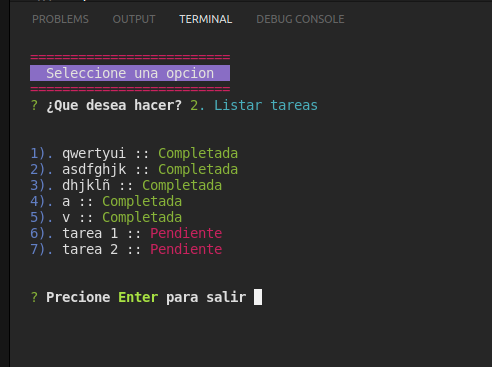 PROBLEMS OUTPUT TERMINAL DEBUG CONSOLE
=========================
Seleccione una opcion
=========================
? ¿Que desea hacer? 2. Listar tareas
1). qwertyui :: Completada
2). asdfghjk :: Completada
3). dhjklñ :: Completada
4). a :: Completada
5). v :: Completada
6). tarea 1 :: Pendiente
7). tarea 2 :: Pendiente
? Precione Enter para salir